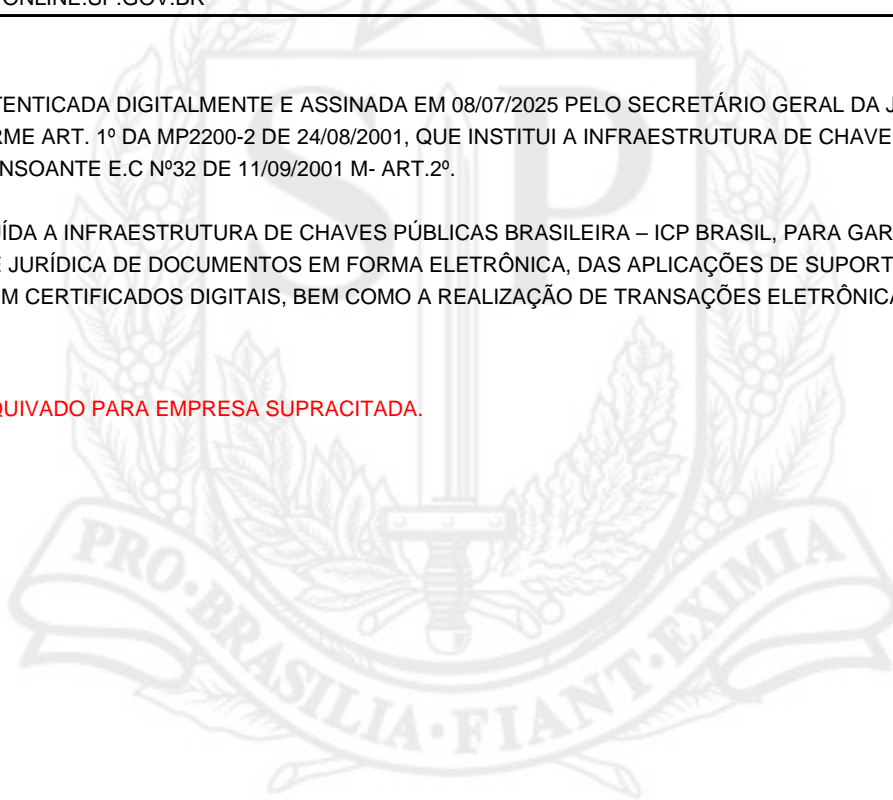 ONLINE.SP.GOV.BR
TENTICADA DIGITALMENTE E ASSINADA EM 08/07/2025 PELO SECRETÁRIO GERAL DA J
RME ART. 1º DA MP2200-2 DE 24/08/2001, QUE INSTITUI A INFRAESTRUTURA DE CHAVE
NSOANTE E.C Nº32 DE 11/09/2001 M- ART.2º.
ÍDA A INFRAESTRUTURA DE CHAVES PÚBLICAS BRASILEIRA – ICP BRASIL, PARA GAR
E JURÍDICA DE DOCUMENTOS EM FORMA ELETRÔNICA, DAS APLICAÇÕES DE SUPORT
M CERTIFICADOS DIGITAIS, BEM COMO A REALIZAÇÃO DE TRANSAÇÕES ELETRÔNICA
QUIVADO PARA EMPRESA SUPRACITADA.
SP
PRO·BRASILIA·FIANT·EXIMIA